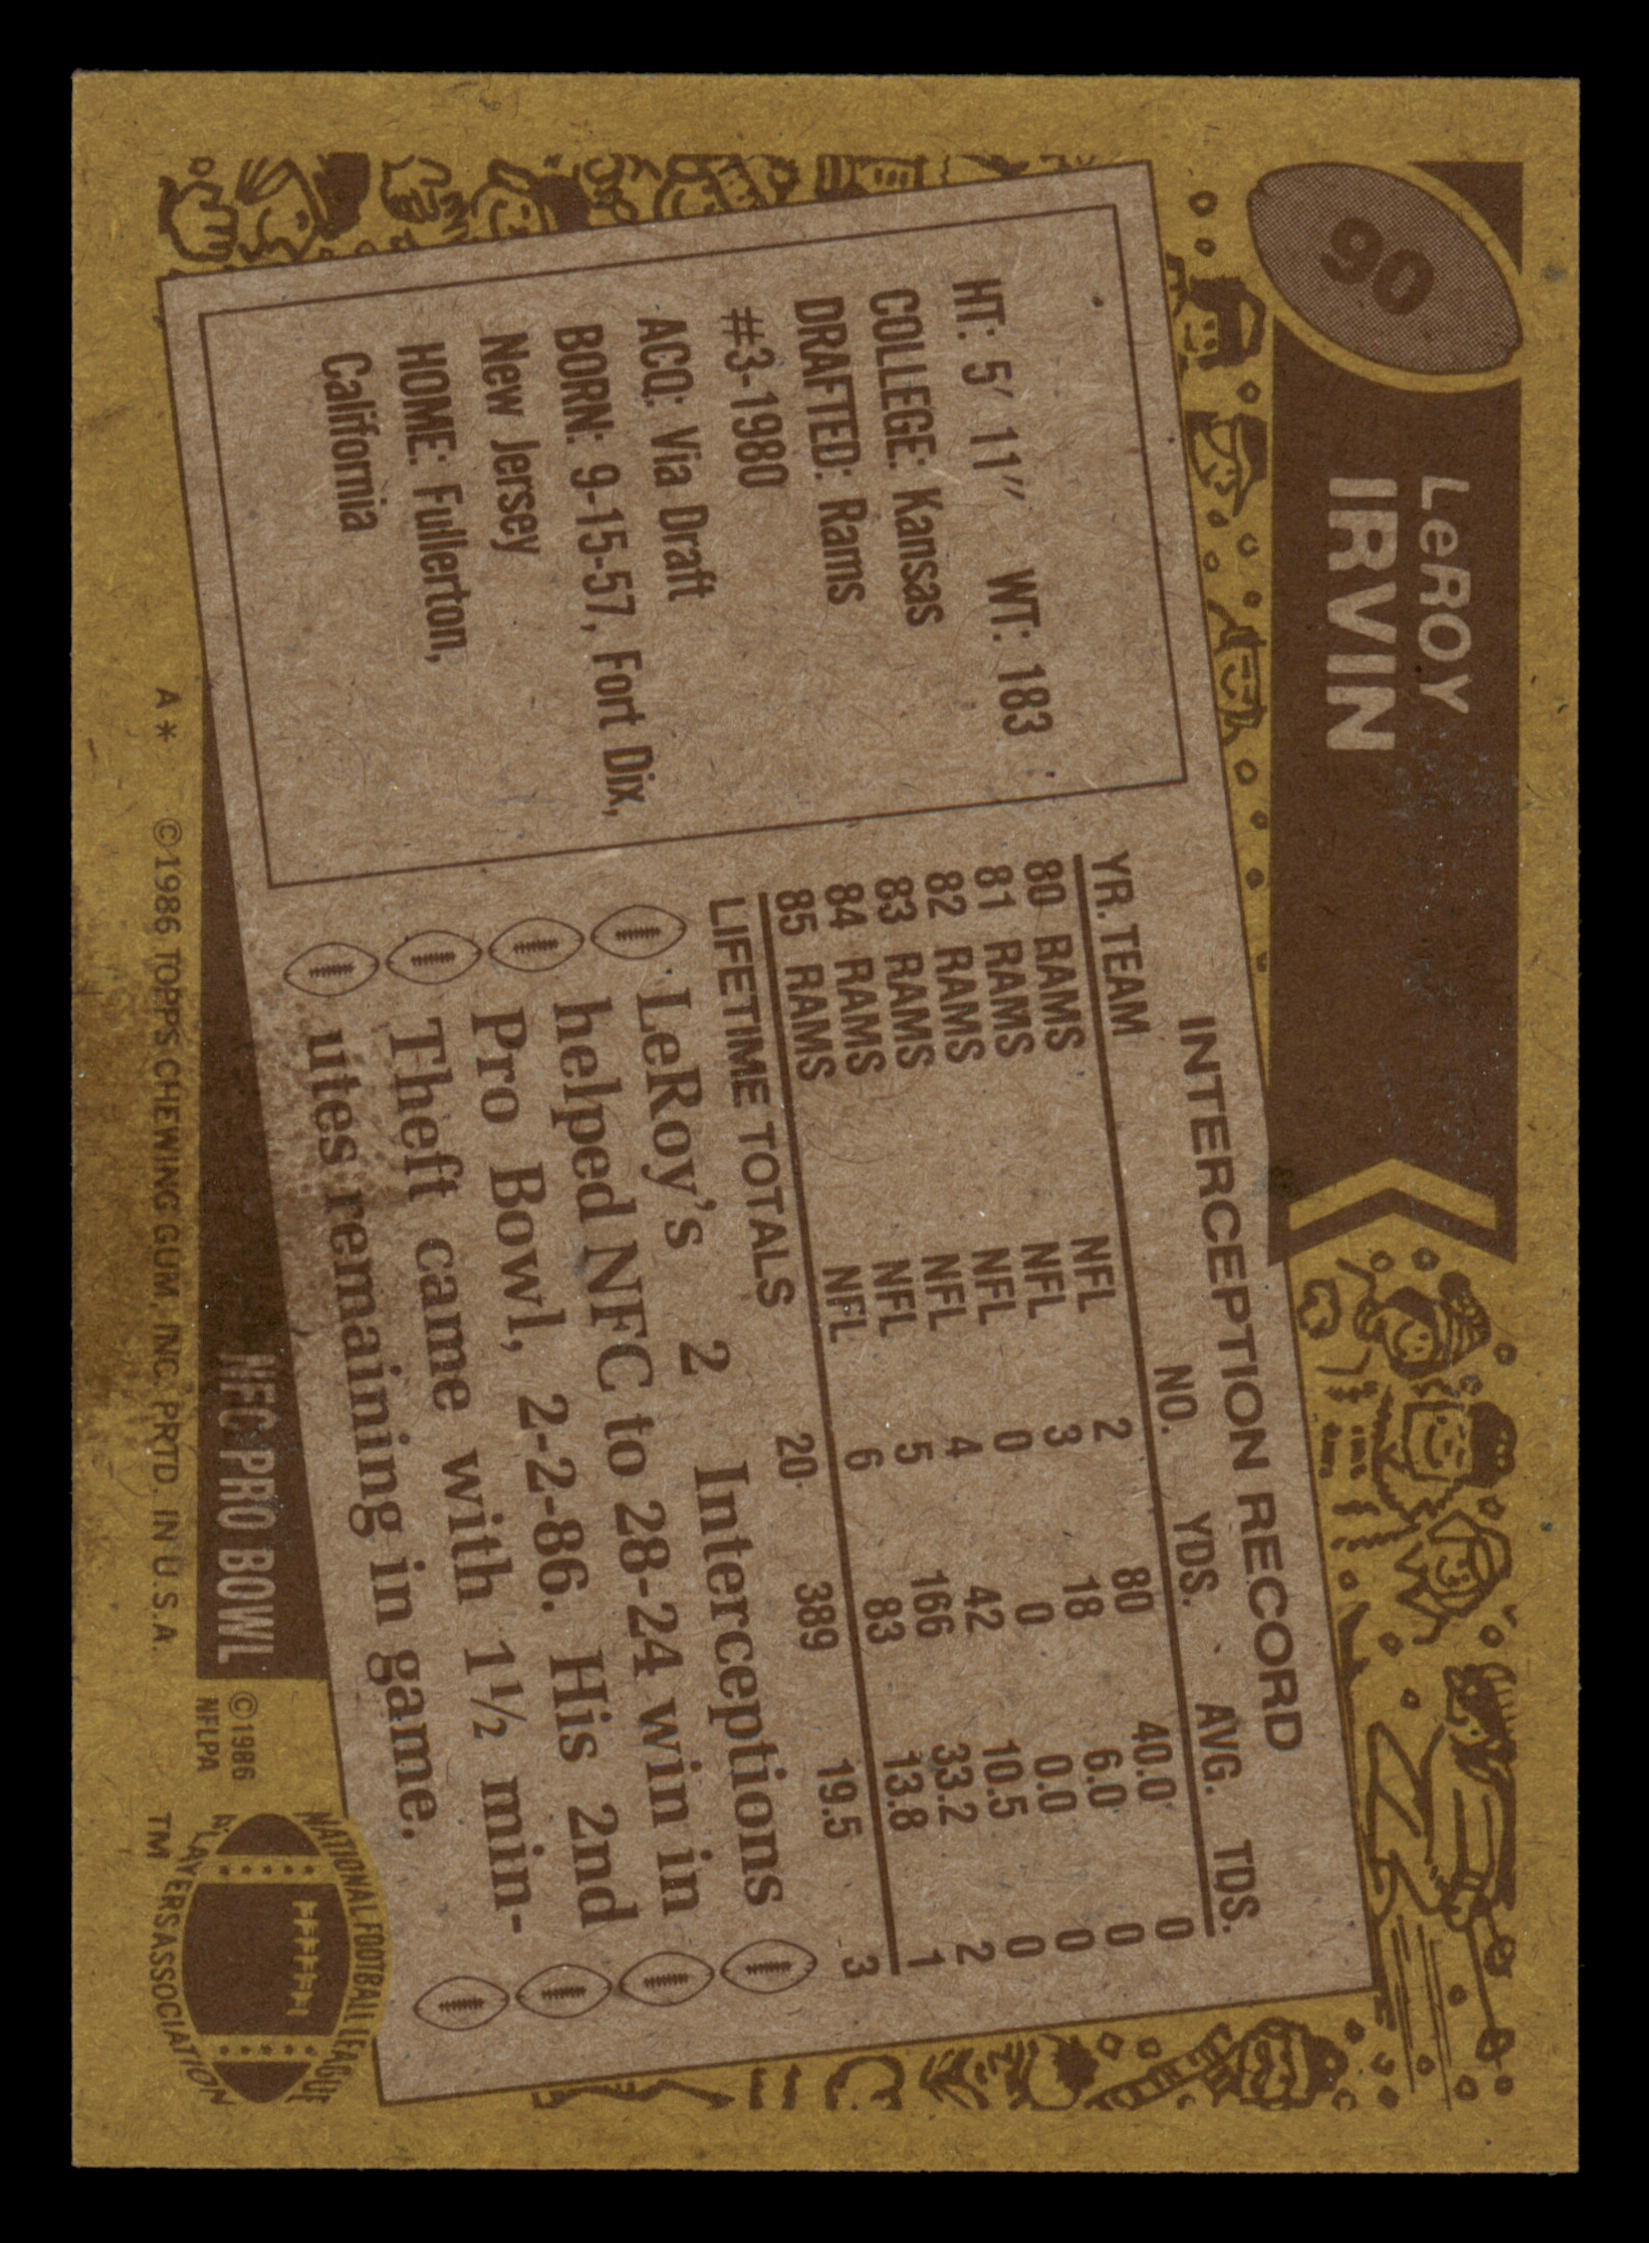 90
LeROY
IRVIN
HT: 5' 11" WT: 183
COLLEGE: Kansas
DRAFTED: Rams
#3-1980
ACQ: Via Draft
BORN: 9-15-57, Fort Dix,
New Jersey
HOME: Fullerton,
California
INTERCEPTION RECORD
YR. TEAM NO. YDS. AVG. TDS.
80 RAMS NFL 2 80 40.0 0
81 RAMS NFL 3 18 6.0 0
82 RAMS NFL 0 0 0.0 0
83 RAMS NFL 4 42 10.5 0
84 RAMS NFL 5 166 33.2 2
85 RAMS NFL 6 83 13.8 1
LIFETIME TOTALS 20 389 19.5 3
LeRoy's 2 Interceptions
helped NFC to 28-24 win in
Pro Bowl, 2-2-86. His 2nd
Theft came with 1½ min-
utes remaining in game.
NFC PRO BOWL
©1986
NFLPA
NATIONAL FOOTBALL LEAGUE
PLAYERS ASSOCIATION
TM
A * ©1986 TOPPS CHEWING GUM, INC. PRTD. IN U.S.A.